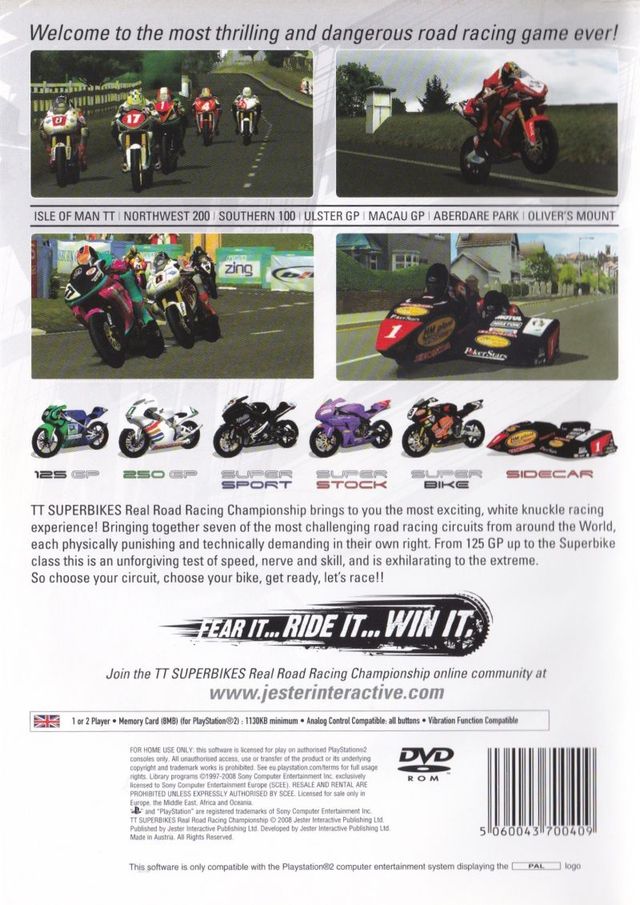 Welcome to the most thrilling and dangerous road racing game ever!
17
1
4
ISLE OF MAN TT | NORTHWEST 200 | SOUTHERN 100 | ULSTER GP | MACAU GP | ABERDARE PARK | OLIVER'S MOUNT
zing
1
PokerStars
125 GP
250 GP
SUPER SPORT
SUPER STOCK
SUPER BIKE
SIDECAR
TT SUPERBIKES Real Road Racing Championship brings to you the most exciting, white knuckle racing
experience! Bringing together seven of the most challenging road racing circuits from around the World,
each physically punishing and technically demanding in their own right. From 125 GP up to the Superbike
class this is an unforgiving test of speed, nerve and skill, and is exhilarating to the extreme.
So choose your circuit, choose your bike, get ready, let's race!!
FEAR IT... RIDE IT... WIN IT.
Join the TT SUPERBIKES Real Road Racing Championship online community at
www.jesterinteractive.com
1 or 2 Player • Memory Card (8MB) (for PlayStation®2) : 1130KB minimum • Analog Control Compatible: all buttons • Vibration Function Compatible
FOR HOME USE ONLY: this software is licensed for play on authorised PlayStation®2
consoles only. All unauthorised access, use or transfer of the product or its underlying
copyright and trademark works is prohibited. See eu.playstation.com/terms for full usage
rights. Library programs ©1997-2008 Sony Computer Entertainment Inc. exclusively
licensed to Sony Computer Entertainment Europe (SCEE). RESALE AND RENTAL ARE
PROHIBITED UNLESS EXPRESSLY AUTHORISED BY SCEE. Licensed for sale only in
Europe, the Middle East, Africa and Oceania.
and "PlayStation" are registered trademarks of Sony Computer Entertainment Inc.
TT SUPERBIKES Real Road Racing Championship © 2008 Jester Interactive Publishing Ltd.
Published by Jester Interactive Publishing Ltd. Developed by Jester Interactive Publishing Ltd.
Made in Austria. All Rights Reserved.
DVD
ROM
5 060043 700409
This software is only compatible with the PlayStation®2 computer entertainment system displaying the PAL logo